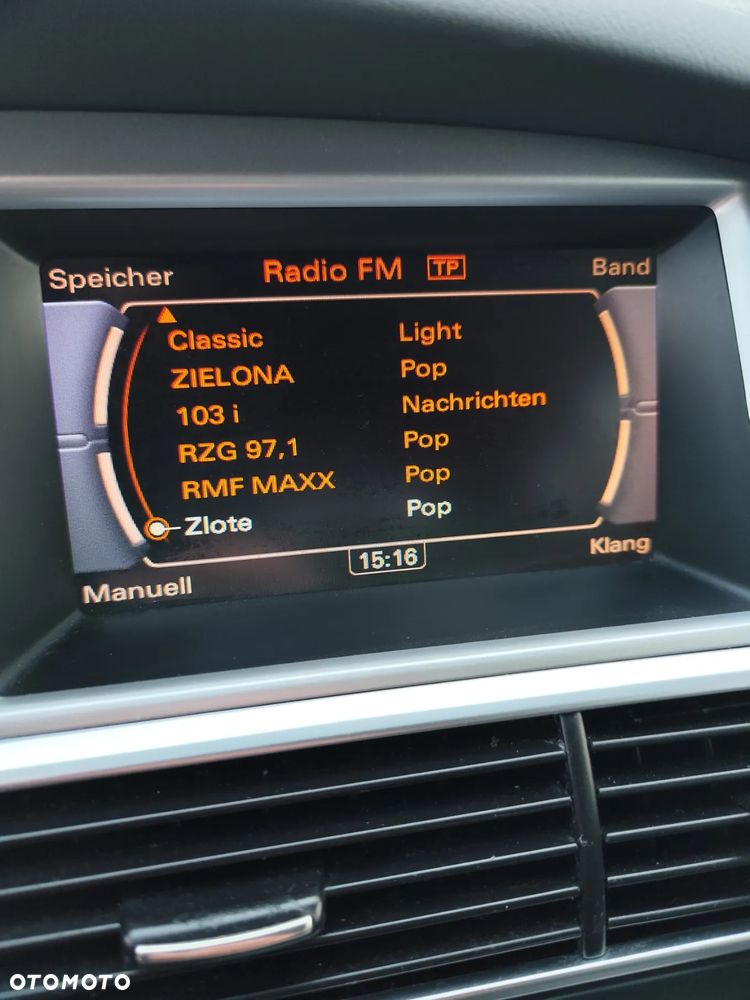 Speicher Radio FM TP Band
Classic Light
ZIELONA Pop
103 i Nachrichten
RZG 97,1 Pop
RMF MAXX Pop
Zlote Pop
Manuell 15:16 Klang
OTOMOTO